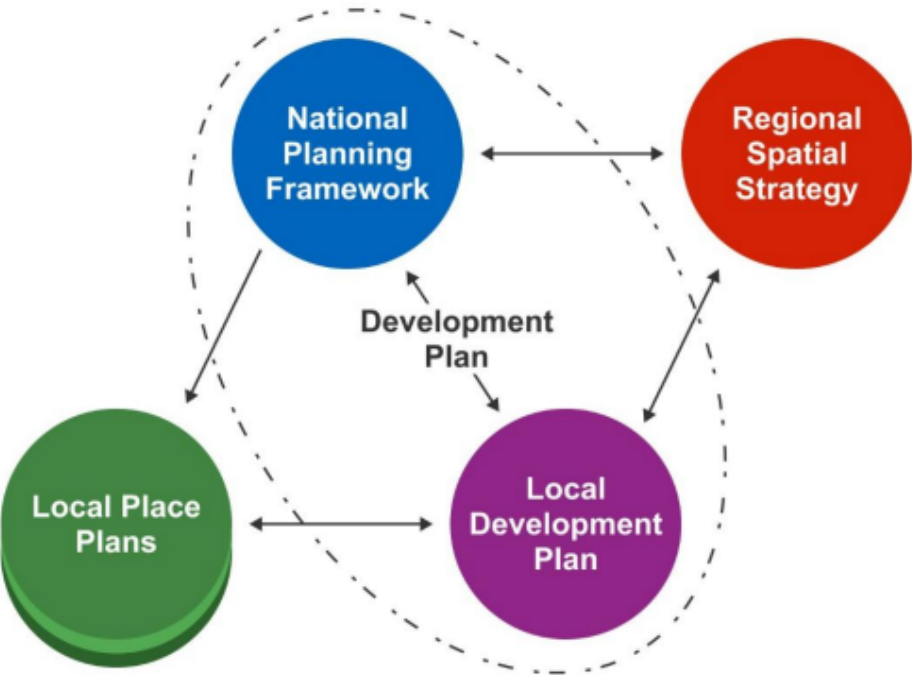 National
Planning
Framework
Regional
Spatial
Strategy
Development
Plan
Local Place
Plans
Local
Development
Plan